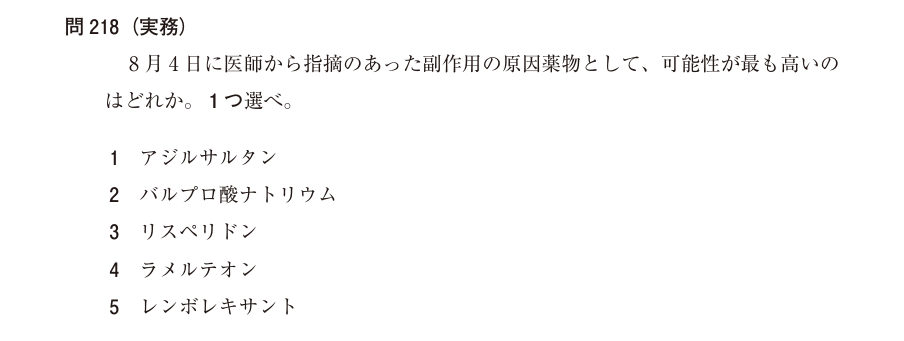 問 218（実務）
8月4日に医師から指摘のあった副作用の原因薬物として、可能性が最も高いの
はどれか。1つ選べ。
1 アジルサルタン
2 バルプロ酸ナトリウム
3 リスペリドン
4 ラメルテオン
5 レンボレキサント